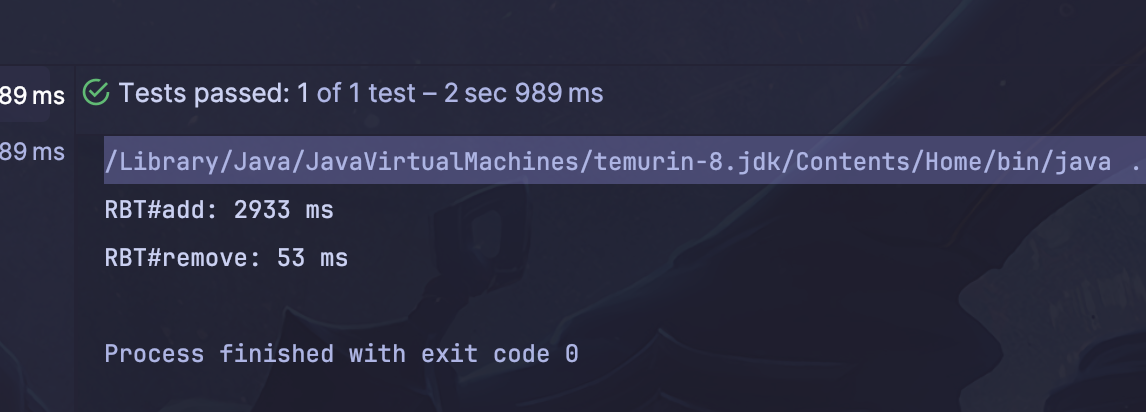 89 ms
Tests passed: 1 of 1 test – 2 sec 989 ms
89 ms
/Library/Java/JavaVirtualMachines/temurin-8.jdk/Contents/Home/bin/java .
RBT#add: 2933 ms
RBT#remove: 53 ms
Process finished with exit code 0